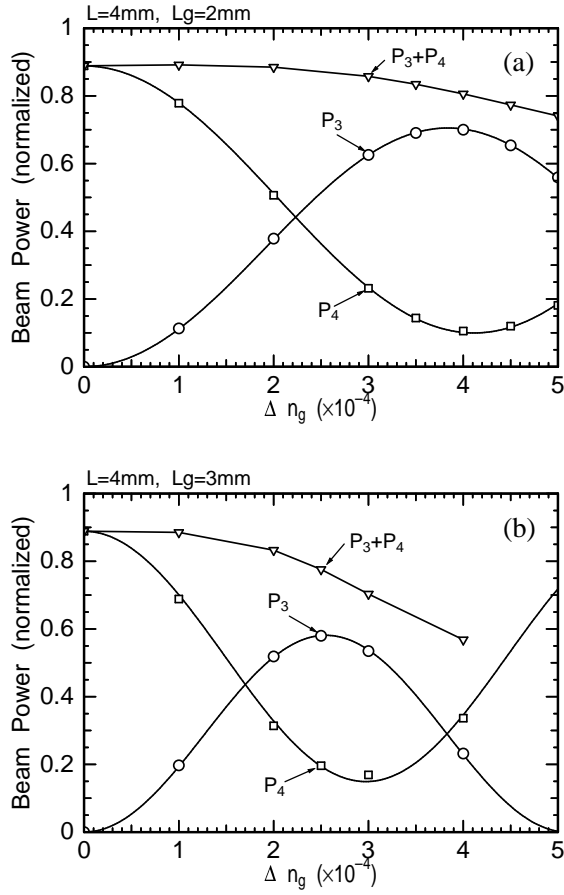 L=4mm, Lg=2mm
(a)
1
0.8
0.6
0.4
0.2
0
Beam Power (normalized)
P₃+P₄
P₃
P₄
0 1 2 3 4 5
Δ n_g (×10⁻⁴)
L=4mm, Lg=3mm
(b)
1
0.8
0.6
0.4
0.2
0
Beam Power (normalized)
P₃+P₄
P₃
P₄
0 1 2 3 4 5
Δ n_g (×10⁻⁴)